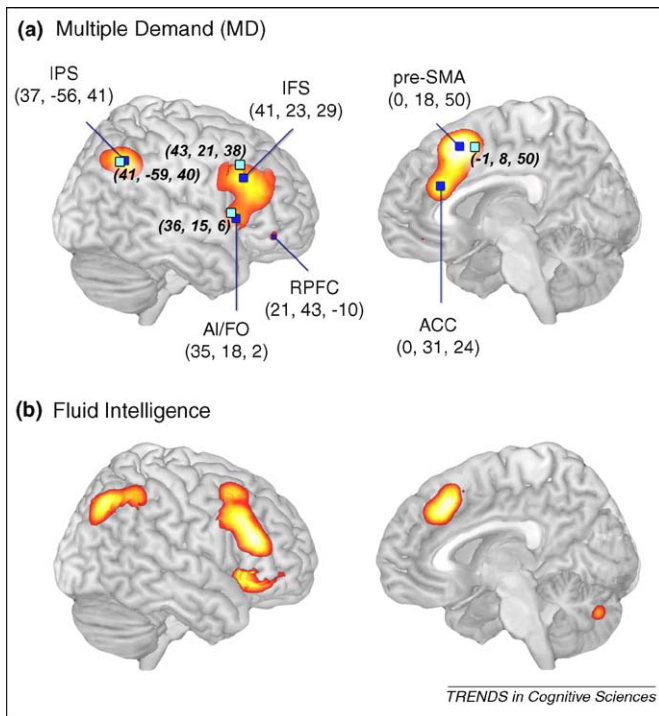 (a) Multiple Demand (MD)
IPS
(37, -56, 41)
IFS
(41, 23, 29)
pre-SMA
(0, 18, 50)
(43, 21, 38)
(-1, 8, 50)
(41, -59, 40)
(36, 15, 6)
RPFC
(21, 43, -10)
AI/FO
(35, 18, 2)
ACC
(0, 31, 24)
(b) Fluid Intelligence
TRENDS in Cognitive Sciences